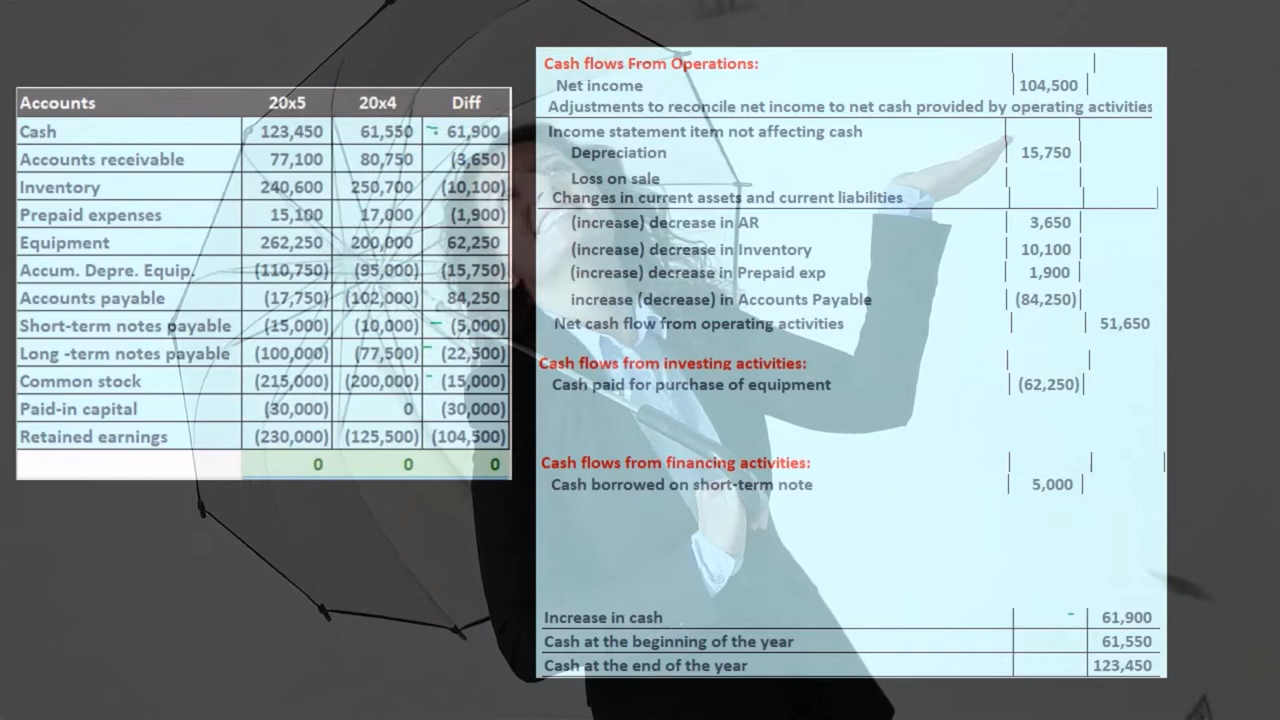 Accounts 20x5 20x4 Diff
Cash 123,450 61,550 61,900
Accounts receivable 77,100 80,750 (3,650)
Inventory 240,600 250,700 (10,100)
Prepaid expenses 15,100 17,000 (1,900)
Equipment 262,250 200,000 62,250
Accum. Depre. Equip. (110,750) (95,000) (15,750)
Accounts payable (17,750) (102,000) 84,250
Short-term notes payable (15,000) (10,000) (5,000)
Long -term notes payable (100,000) (77,500) (22,500)
Common stock (215,000) (200,000) (15,000)
Paid-in capital (30,000) 0 (30,000)
Retained earnings (230,000) (125,500) (104,500)
0 0 0
Cash flows From Operations:
Net income 104,500
Adjustments to reconcile net income to net cash provided by operating activities
Income statement item not affecting cash
Depreciation 15,750
Loss on sale
Changes in current assets and current liabilities
(increase) decrease in AR 3,650
(increase) decrease in Inventory 10,100
(increase) decrease in Prepaid exp 1,900
increase (decrease) in Accounts Payable (84,250)
Net cash flow from operating activities 51,650
Cash flows from investing activities:
Cash paid for purchase of equipment (62,250)
Cash flows from financing activities:
Cash borrowed on short-term note 5,000
Increase in cash - 61,900
Cash at the beginning of the year 61,550
Cash at the end of the year 123,450